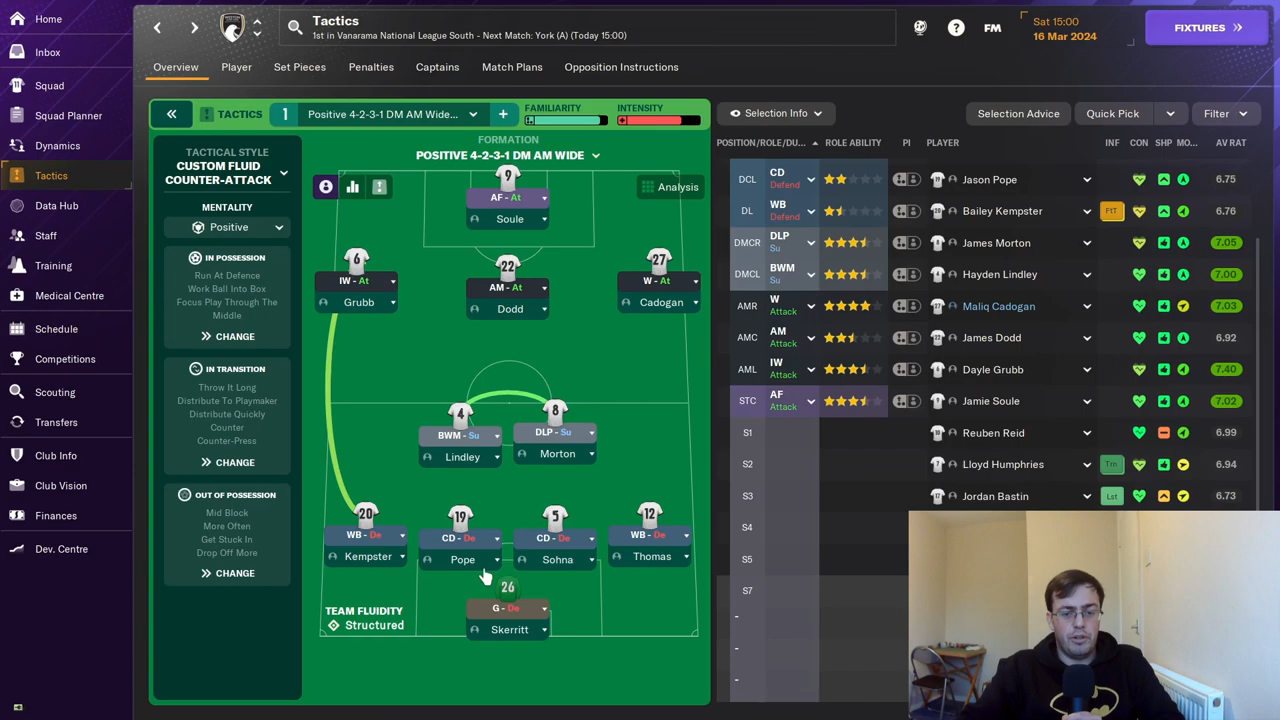 Home
Inbox
Squad
Squad Planner
Dynamics
Tactics
Data Hub
Staff
Training
Medical Centre
Schedule
Competitions
Scouting
Transfers
Club Info
Club Vision
Finances
Dev. Centre
Tactics
1st in Vanarama National League South - Next Match: York (A) (Today 15:00)
FM
Sat 15:00
16 Mar 2024
FIXTURES
Overview
Player
Set Pieces
Penalties
Captains
Match Plans
Opposition Instructions
TACTICS
1
Positive 4-2-3-1 DM AM Wide...
FAMILIARITY
INTENSITY
FORMATION
POSITIVE 4-2-3-1 DM AM WIDE
TACTICAL STYLE
CUSTOM FLUID
COUNTER-ATTACK
MENTALITY
Positive
IN POSSESSION
Run At Defence
Work Ball Into Box
Focus Play Through The
Middle
CHANGE
IN TRANSITION
Throw It Long
Distribute To Playmaker
Distribute Quickly
Counter
Counter-Press
CHANGE
OUT OF POSSESSION
Mid Block
More Often
Get Stuck In
Drop Off More
CHANGE
Analysis
9
AF - At
Soule
6
IW - At
Grubb
22
AM - At
Dodd
27
W - At
Cadogan
4
BWM - Su
Lindley
8
DLP - Su
Morton
20
WB - De
Kempster
19
CD - De
Pope
5
CD - De
Sohna
12
WB - De
Thomas
26
G - De
Skerritt
TEAM FLUIDITY
Structured
Selection Info
Selection Advice
Quick Pick
Filter
POSITION/ROLE/DU... ROLE ABILITY PI PLAYER INF CON SHP MO... AV RAT
DCL CD Defend Jason Pope 6.75
DL WB Defend Bailey Kempster FtT 6.76
DMCR DLP Su James Morton 7.05
DMCL BWM Su Hayden Lindley 7.00
AMR W Attack Maliq Cadogan 7.03
AMC AM Attack James Dodd 6.92
AML IW Attack Dayle Grubb 7.40
STC AF Attack Jamie Soule 7.02
S1 Reuben Reid 6.99
S2 Lloyd Humphries Trn 6.94
S3 Jordan Bastin Lst 6.73
S4
S5
S7
-
-
-